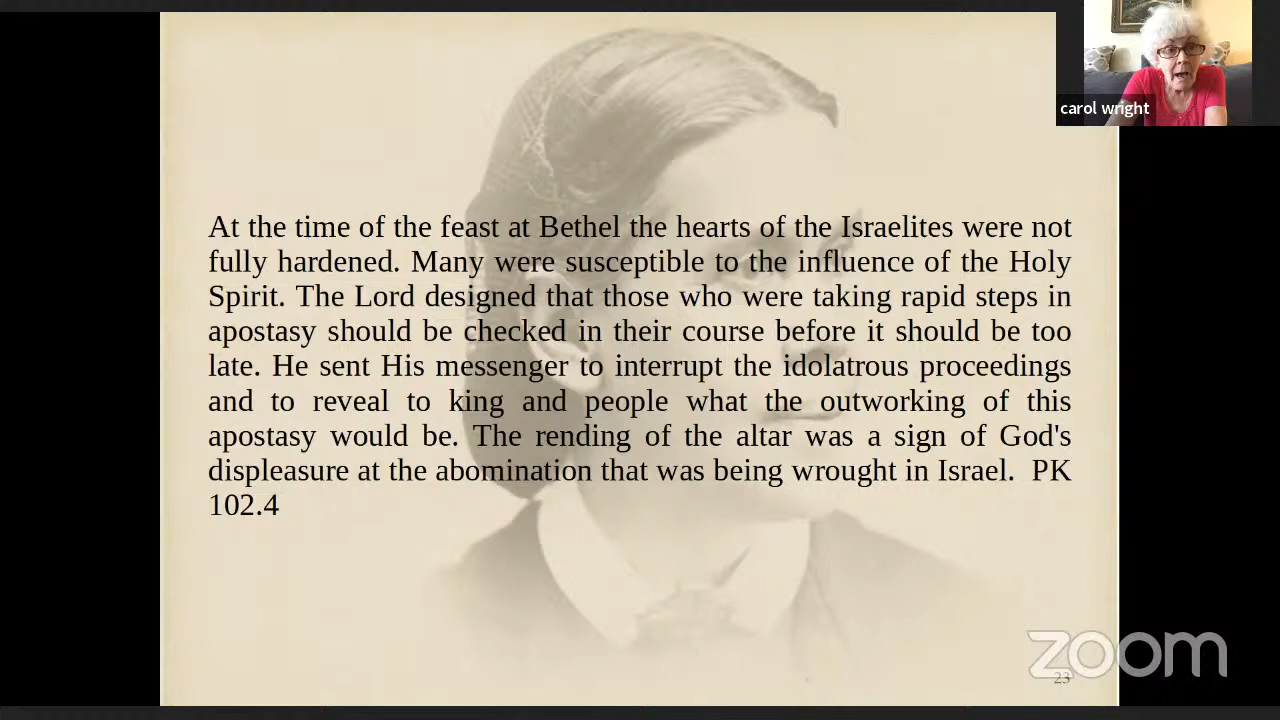 carol wright
At the time of the feast at Bethel the hearts of the Israelites were not
fully hardened. Many were susceptible to the influence of the Holy
Spirit. The Lord designed that those who were taking rapid steps in
apostasy should be checked in their course before it should be too
late. He sent His messenger to interrupt the idolatrous proceedings
and to reveal to king and people what the outworking of this
apostasy would be. The rending of the altar was a sign of God's
displeasure at the abomination that was being wrought in Israel.  PK
102.4
zoom
23